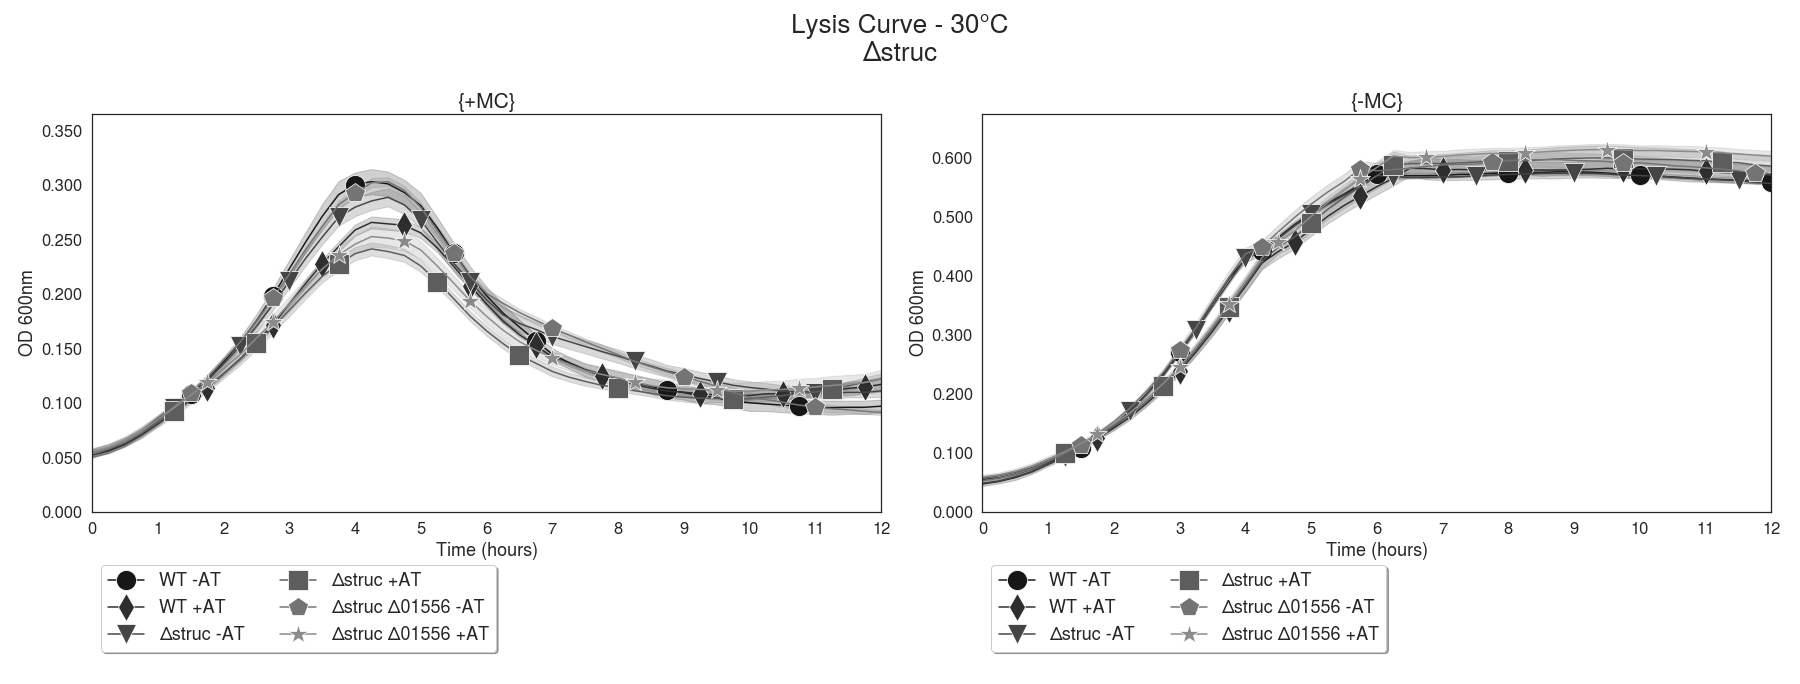 Lysis Curve - 30°C
Δstruc
{+MC}
0.350
0.300
0.250
0.200
0.150
0.100
0.050
0.000
OD 600nm
0 1 2 3 4 5 6 7 8 9 10 11 12
Time (hours)
WT -AT
WT +AT
Δstruc -AT
Δstruc +AT
Δstruc Δ01556 -AT
Δstruc Δ01556 +AT
{-MC}
0.600
0.500
0.400
0.300
0.200
0.100
0.000
OD 600nm
0 1 2 3 4 5 6 7 8 9 10 11 12
Time (hours)
WT -AT
WT +AT
Δstruc -AT
Δstruc +AT
Δstruc Δ01556 -AT
Δstruc Δ01556 +AT